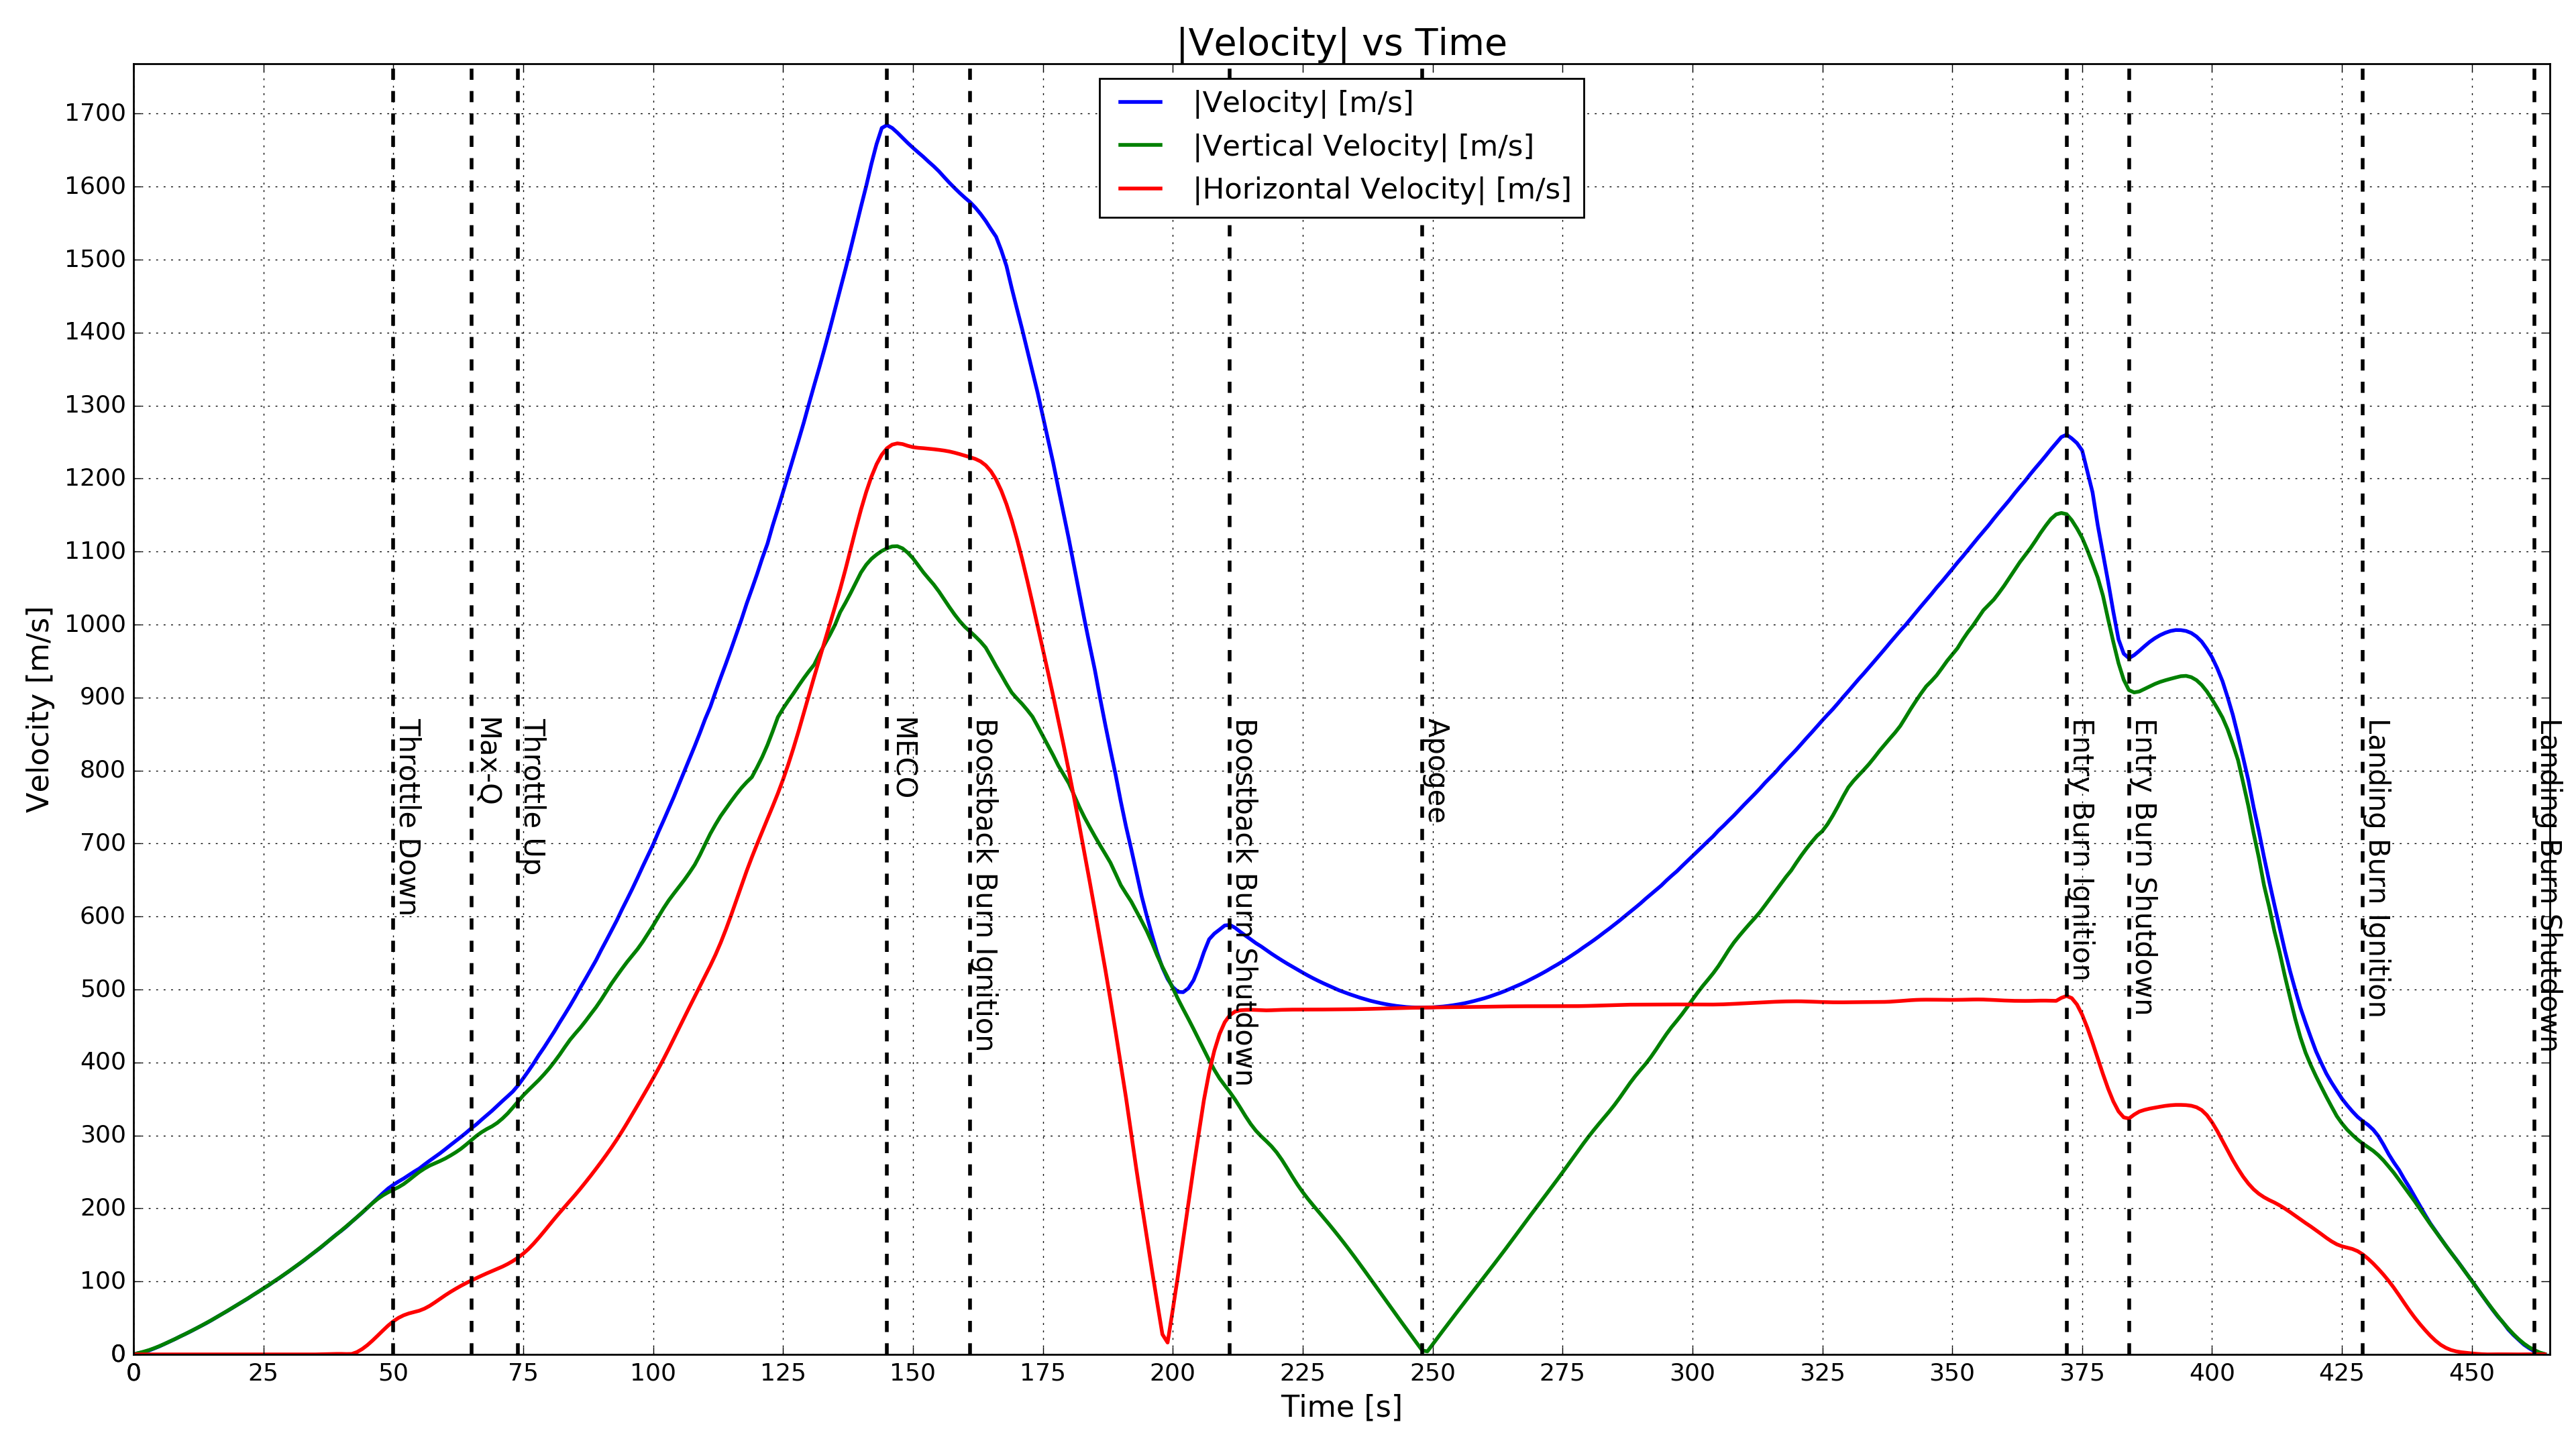 |Velocity| vs Time
|Velocity| [m/s]
|Vertical Velocity| [m/s]
|Horizontal Velocity| [m/s]
Velocity [m/s]
1700
1600
1500
1400
1300
1200
1100
1000
900
800
700
600
500
400
300
200
100
0
Throttle Down
Max-Q
Throttle Up
MECO
Boostback Burn Ignition
Boostback Burn Shutdown
Apogee
Entry Burn Ignition
Entry Burn Shutdown
Landing Burn Ignition
Landing Burn Shutdown
0 25 50 75 100 125 150 175 200 225 250 275 300 325 350 375 400 425 450
Time [s]